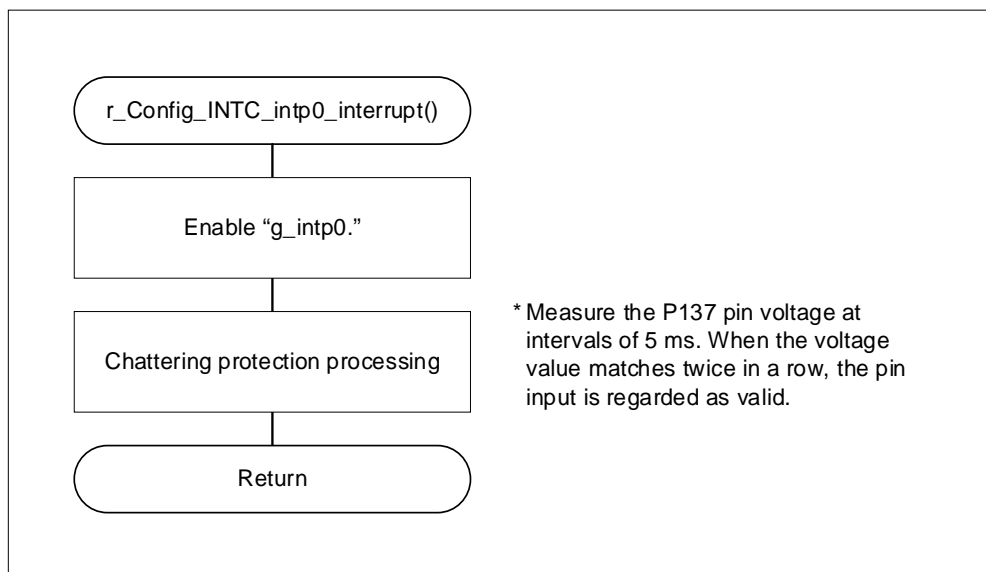 r_Config_INTC_intp0_interrupt()
Enable “g_intp0.”
Chattering protection processing
* Measure the P137 pin voltage at
intervals of 5 ms. When the voltage
value matches twice in a row, the pin
input is regarded as valid.
Return